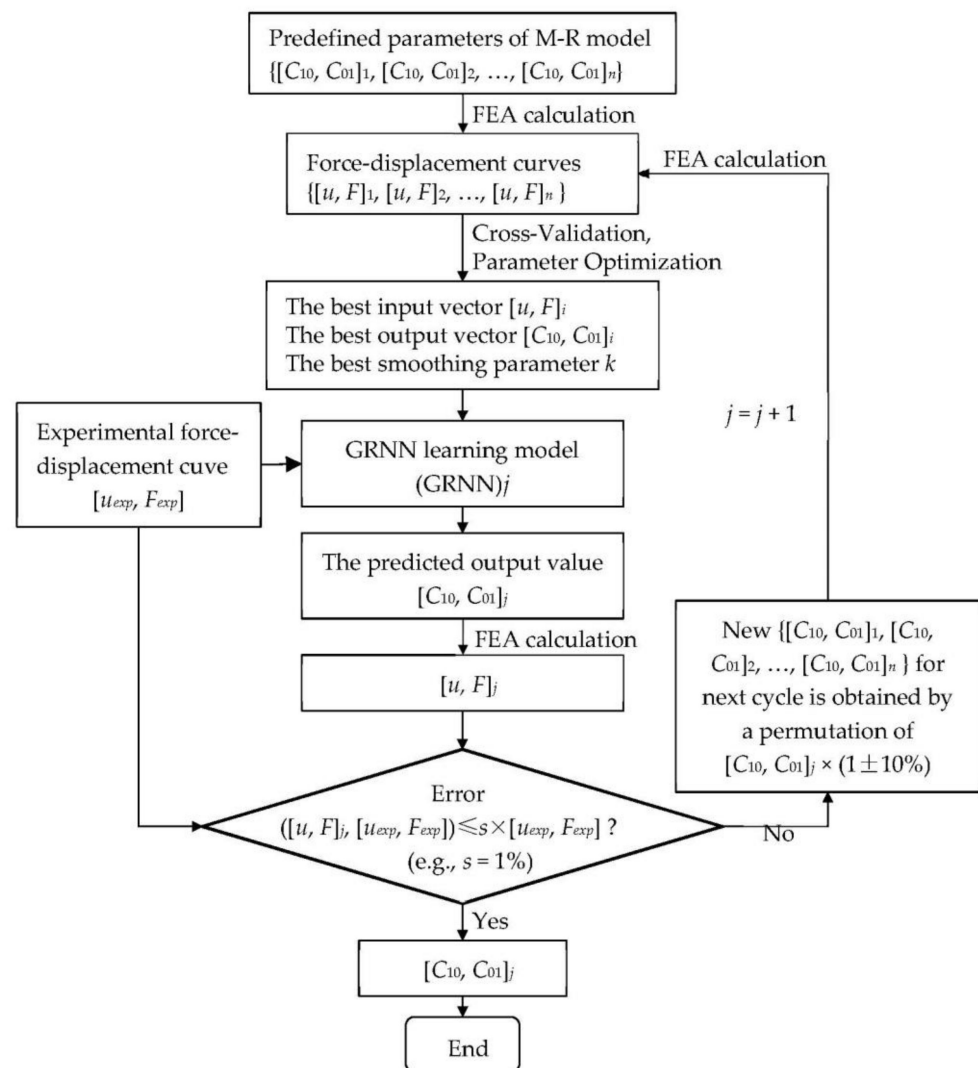 Predefined parameters of M-R model
{[C10, C01]1, [C10, C01]2, …, [C10, C01]n}
FEA calculation
Force-displacement curves
{[u, F]1, [u, F]2, …, [u, F]n }
FEA calculation
Cross-Validation,
Parameter Optimization
The best input vector [u, F]i
The best output vector [C10, C01]i
The best smoothing parameter k
j = j + 1
Experimental force-
displacement cuve
[uexp, Fexp]
GRNN learning model
(GRNN)j
The predicted output value
[C10, C01]j
FEA calculation
[u, F]j
New {[C10, C01]1, [C10,
C01]2, …, [C10, C01]n } for
next cycle is obtained by
a permutation of
[C10, C01]j × (1±10%)
Error
([u, F]j, [uexp, Fexp])≤s×[uexp, Fexp] ?
(e.g., s = 1%)
No
Yes
[C10, C01]j
End